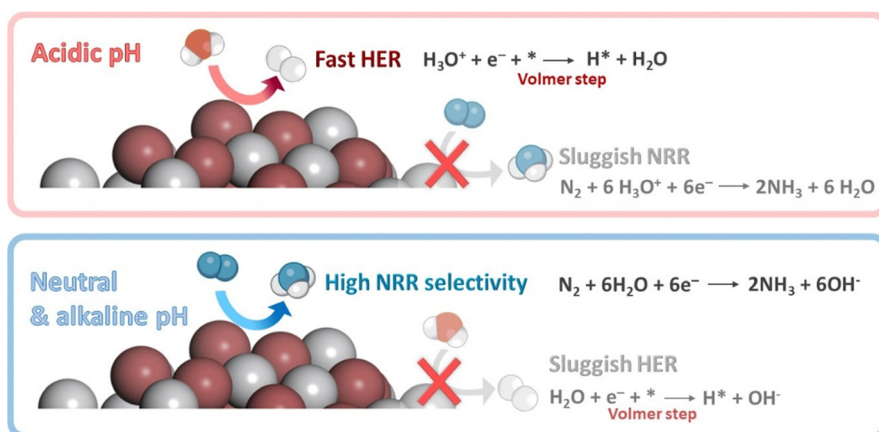 Acidic pH
Fast HER H₃O⁺ + e⁻ + * ⟶ H* + H₂O
Volmer step
Sluggish NRR
N₂ + 6 H₃O⁺ + 6e⁻ ⟶ 2NH₃ + 6 H₂O
Neutral
& alkaline pH
High NRR selectivity N₂ + 6H₂O + 6e⁻ ⟶ 2NH₃ + 6OH⁻
Sluggish HER
H₂O + e⁻ + * ⟶ H* + OH⁻
Volmer step